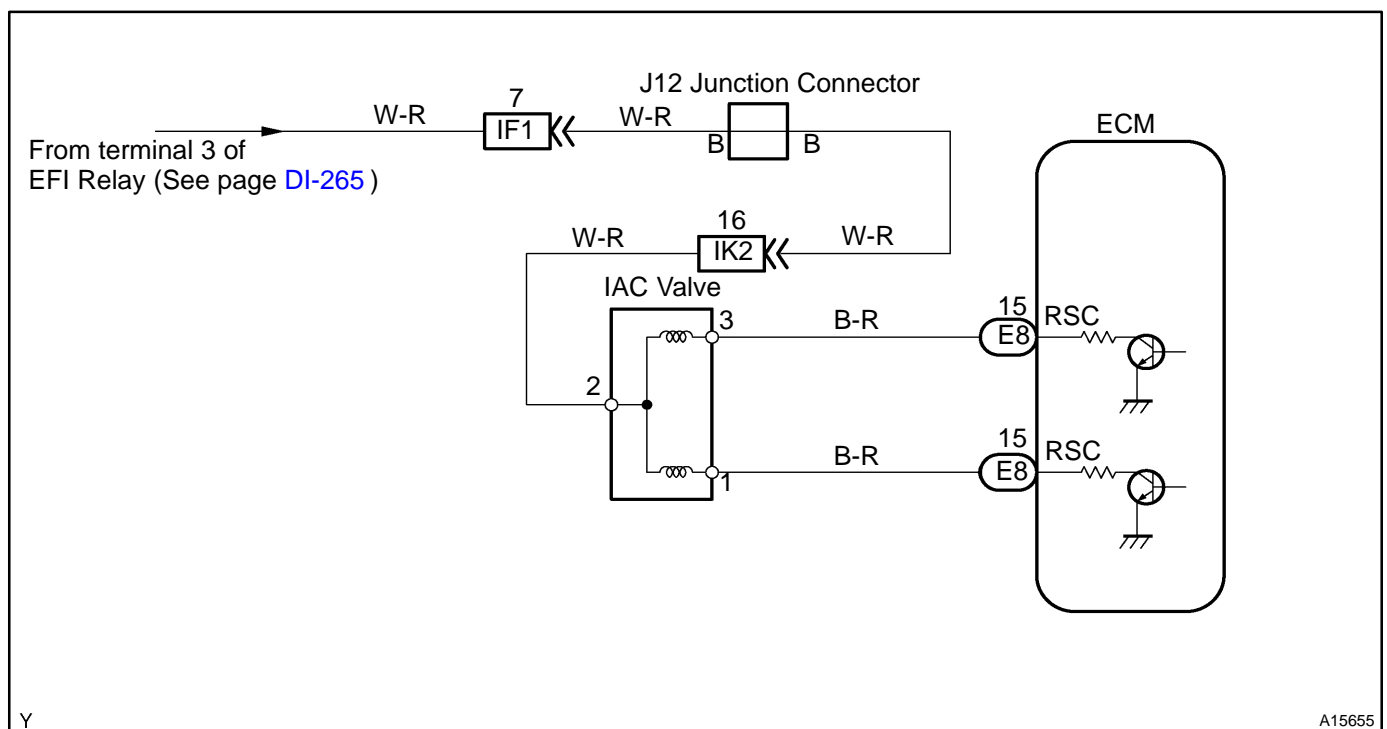 J12 Junction Connector
7
W-R
IF1
W-R
B
B
ECM
From terminal 3 of
EFI Relay (See page DI-265 )
16
W-R
IK2
W-R
IAC Valve
3
B-R
15
RSC
E8
2
15
RSC
B-R
E8
1
Y
A15655